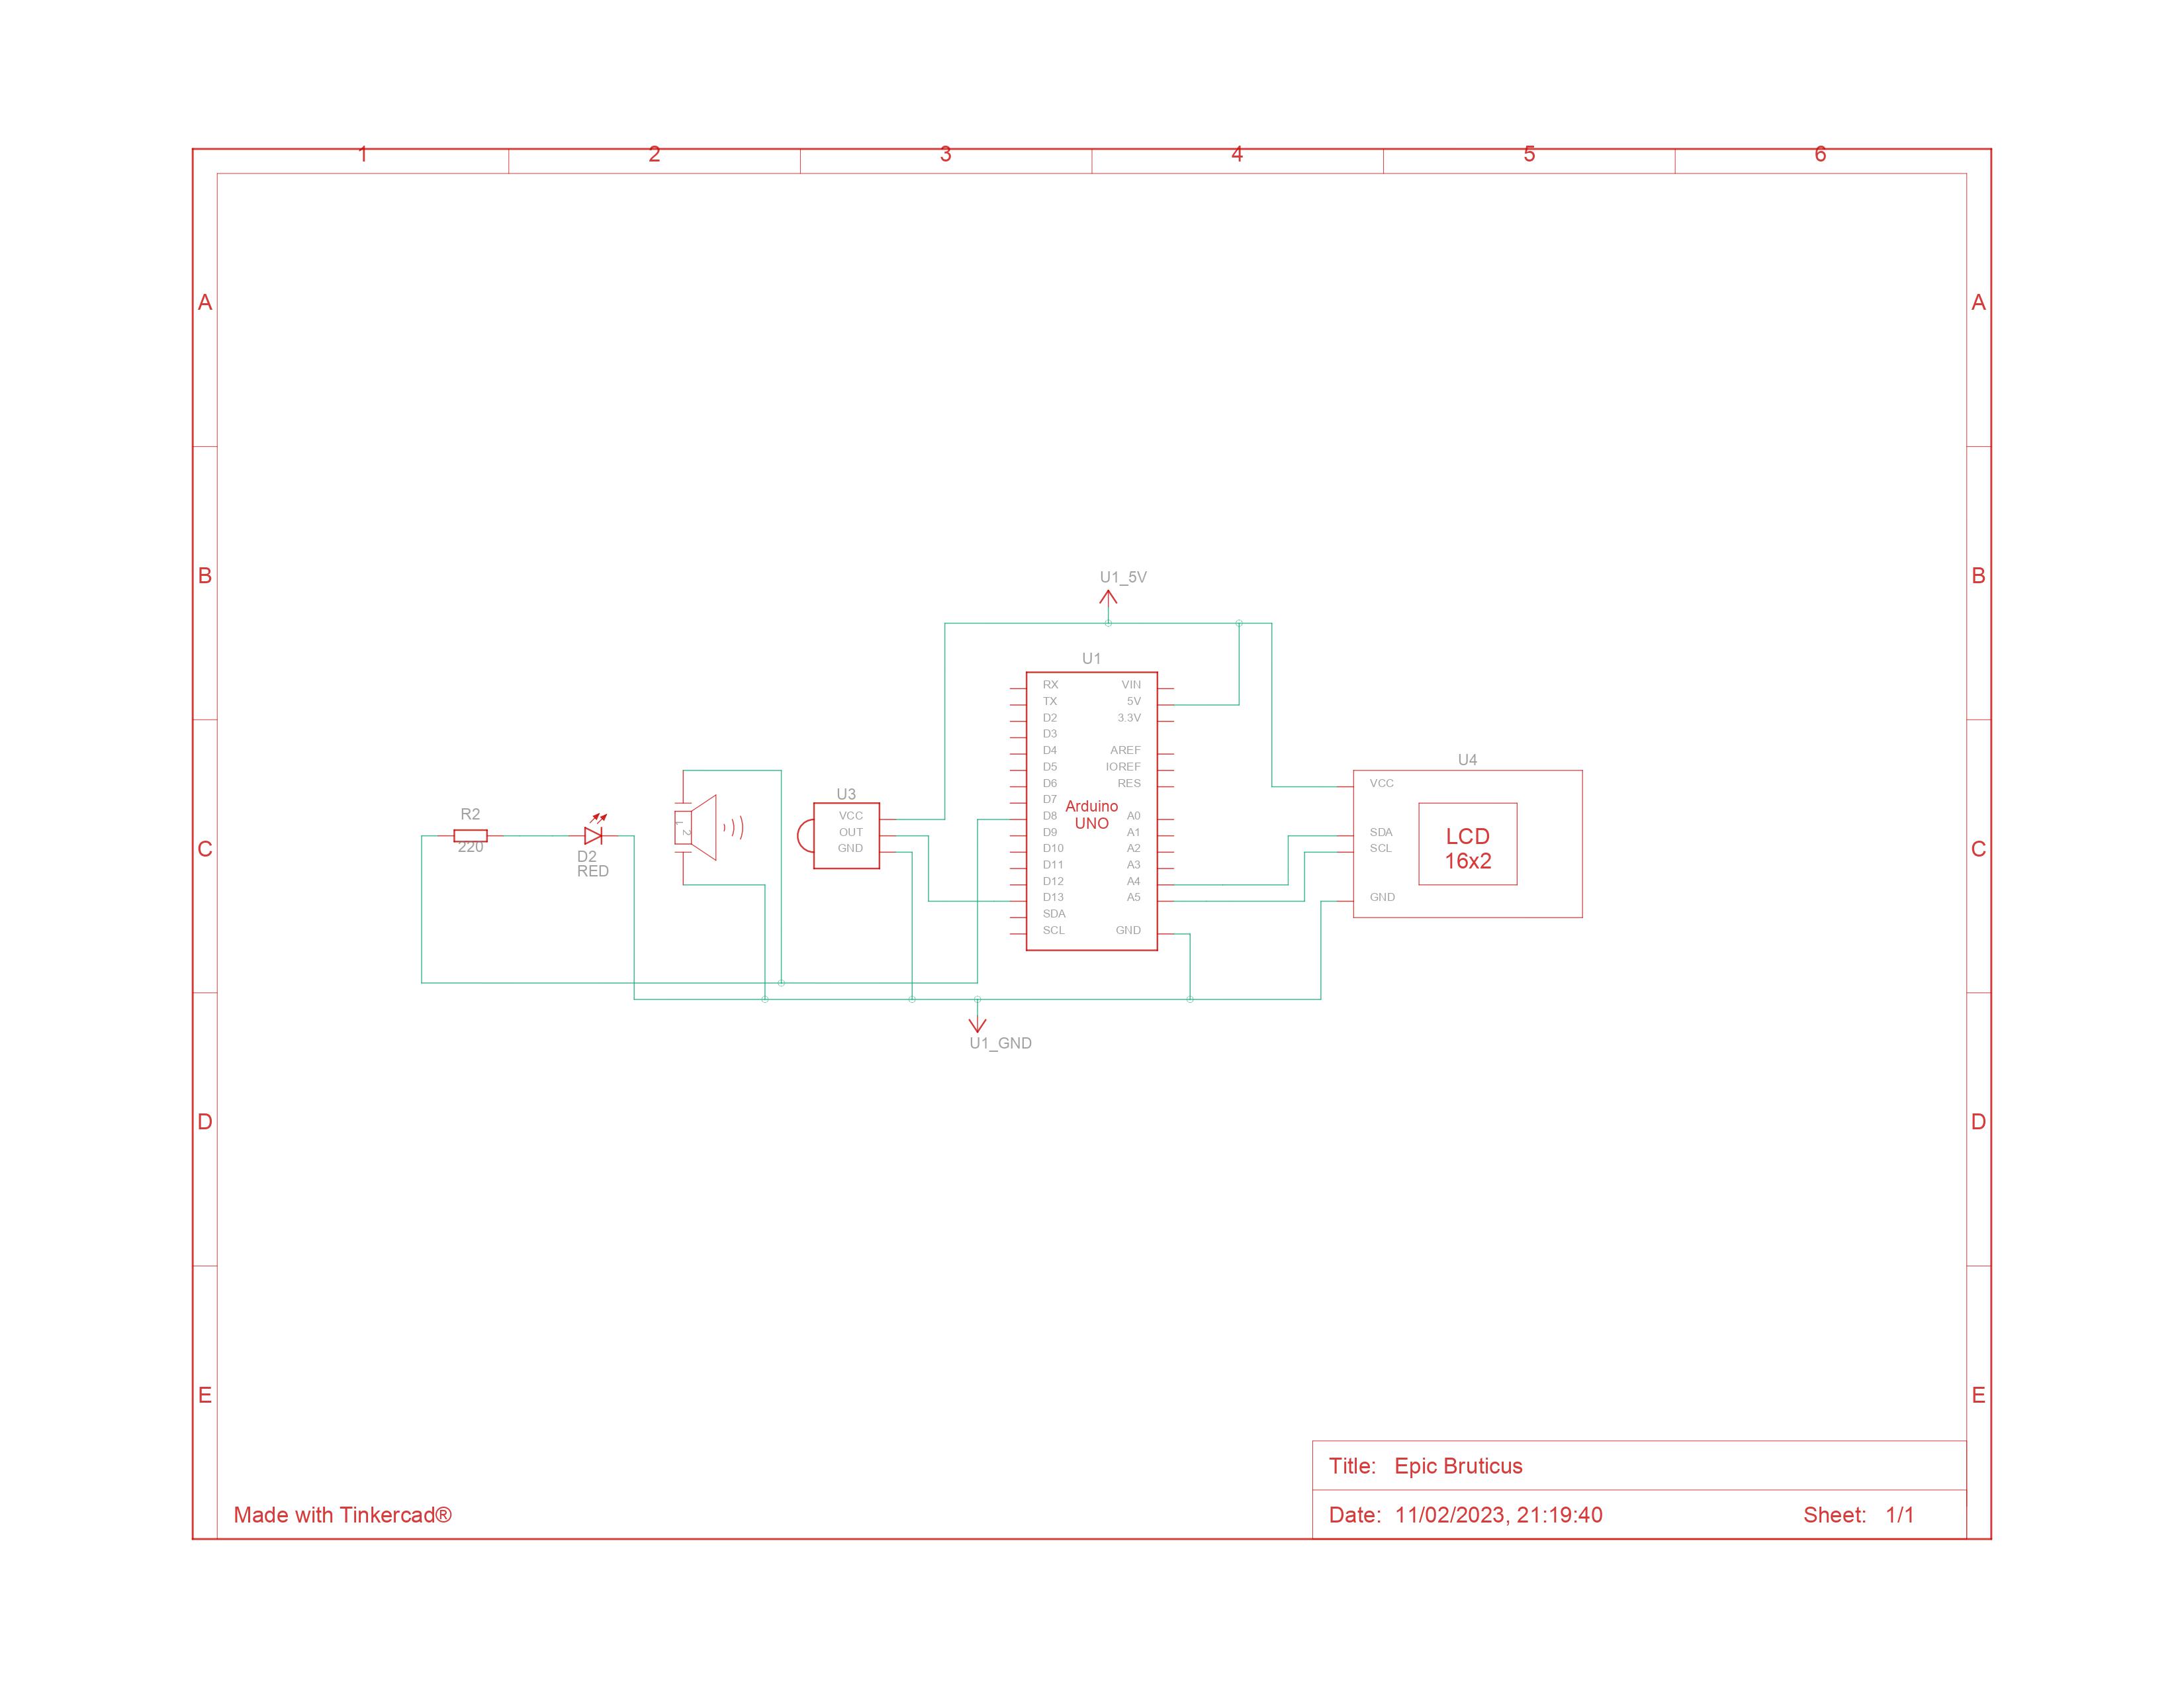 1 2 3 4 5 6
A A
B B
U1_5V
U1
RX VIN
TX 5V
D2 3.3V
D3
D4 AREF
D5 IOREF
D6 RES
D7
Arduino
UNO
D8 A0
D9 A1
D10 A2
D11 A3
D12 A4
D13 A5
SDA
SCL GND
U4
VCC
SDA
SCL
GND
LCD
16x2
U3
VCC
OUT
GND
R2
220
D2
RED
1
2
C C
U1_GND
D D
E E
Title: Epic Bruticus
Made with Tinkercad®
Date: 11/02/2023, 21:19:40 Sheet: 1/1